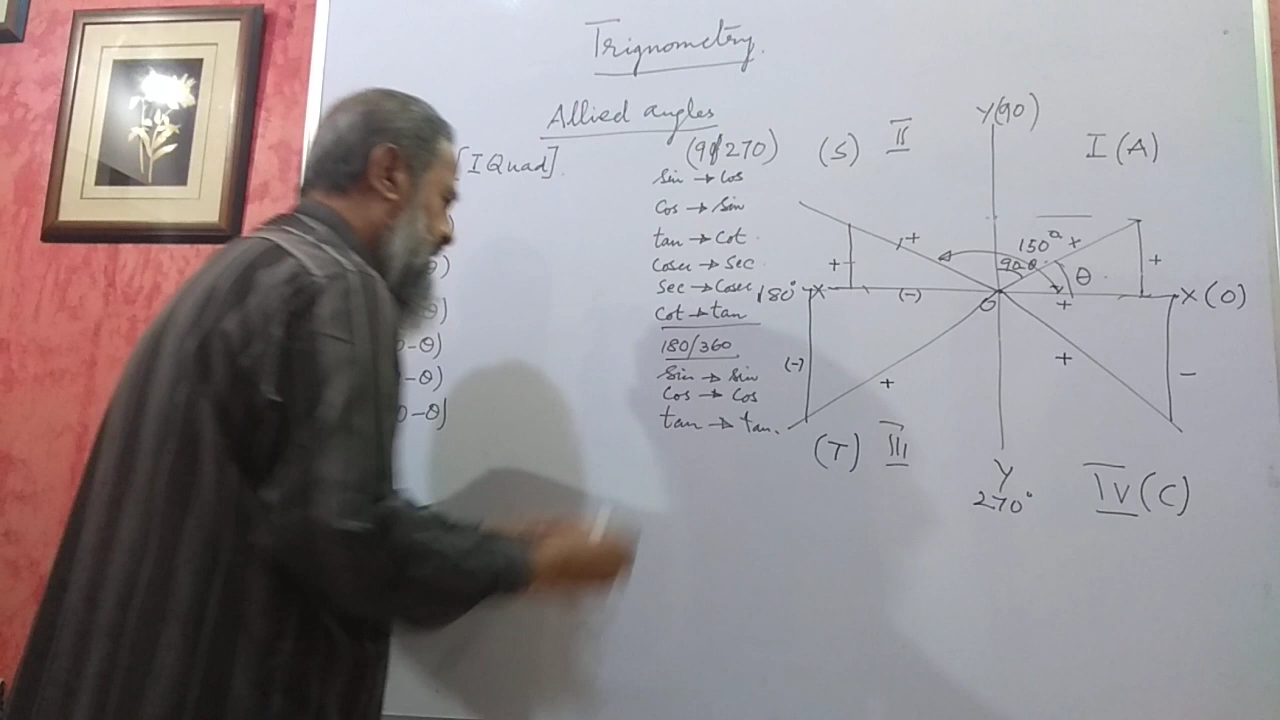 Trignometry.
Allied angles
[I Quad].
θ)
θ)
-θ)
-θ)
0-θ)
(90/270)
Sin → Cos
Cos → Sin
tan → Cot
Cosec → Sec
Sec → Cosec
Cot → tan
180/360
Sin → Sin
Cos → Cos
tan → tan.
Y(90)
(S) II
I (A)
+
+
150°
x
+
90-θ
θ
180° X
(-)
O
+
X (0)
(-)
+
+
-
(T) III
Y
270°
IV (C)